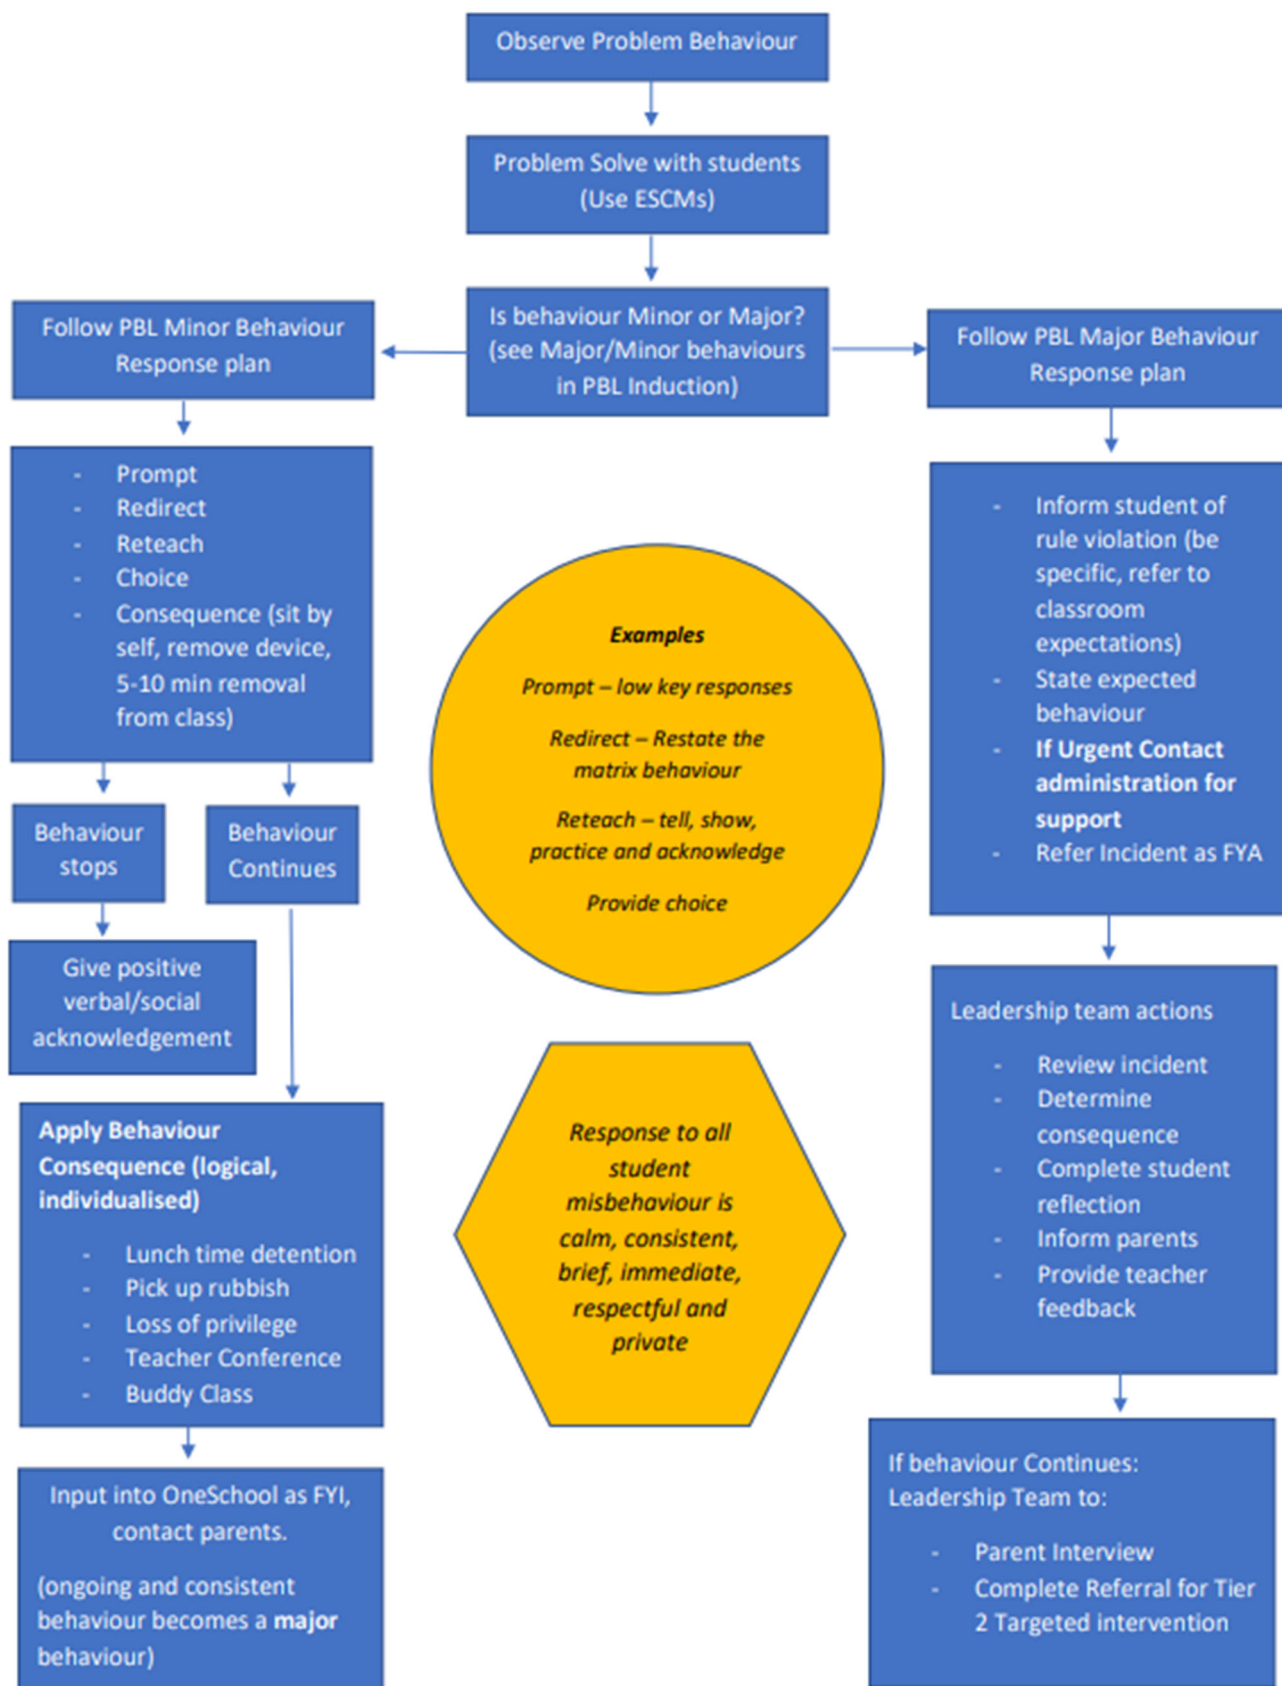 Observe Problem Behaviour
Problem Solve with students
(Use ESCMs)
Is behaviour Minor or Major?
(see Major/Minor behaviours
in PBL Induction)
Follow PBL Minor Behaviour
Response plan
- Prompt
- Redirect
- Reteach
- Choice
- Consequence (sit by
self, remove device,
5-10 min removal
from class)
Behaviour
stops
Behaviour
Continues
Give positive
verbal/social
acknowledgement
Apply Behaviour
Consequence (logical,
individualised)
- Lunch time detention
- Pick up rubbish
- Loss of privilege
- Teacher Conference
- Buddy Class
Input into OneSchool as FYI,
contact parents.
(ongoing and consistent
behaviour becomes a major
behaviour)
Examples
Prompt – low key responses
Redirect – Restate the
matrix behaviour
Reteach – tell, show,
practice and acknowledge
Provide choice
Response to all
student
misbehaviour is
calm, consistent,
brief, immediate,
respectful and
private
Follow PBL Major Behaviour
Response plan
- Inform student of
rule violation (be
specific, refer to
classroom
expectations)
- State expected
behaviour
- If Urgent Contact
administration for
support
- Refer Incident as FYA
Leadership team actions
- Review incident
- Determine
consequence
- Complete student
reflection
- Inform parents
- Provide teacher
feedback
If behaviour Continues:
Leadership Team to:
- Parent Interview
- Complete Referral for Tier
2 Targeted intervention